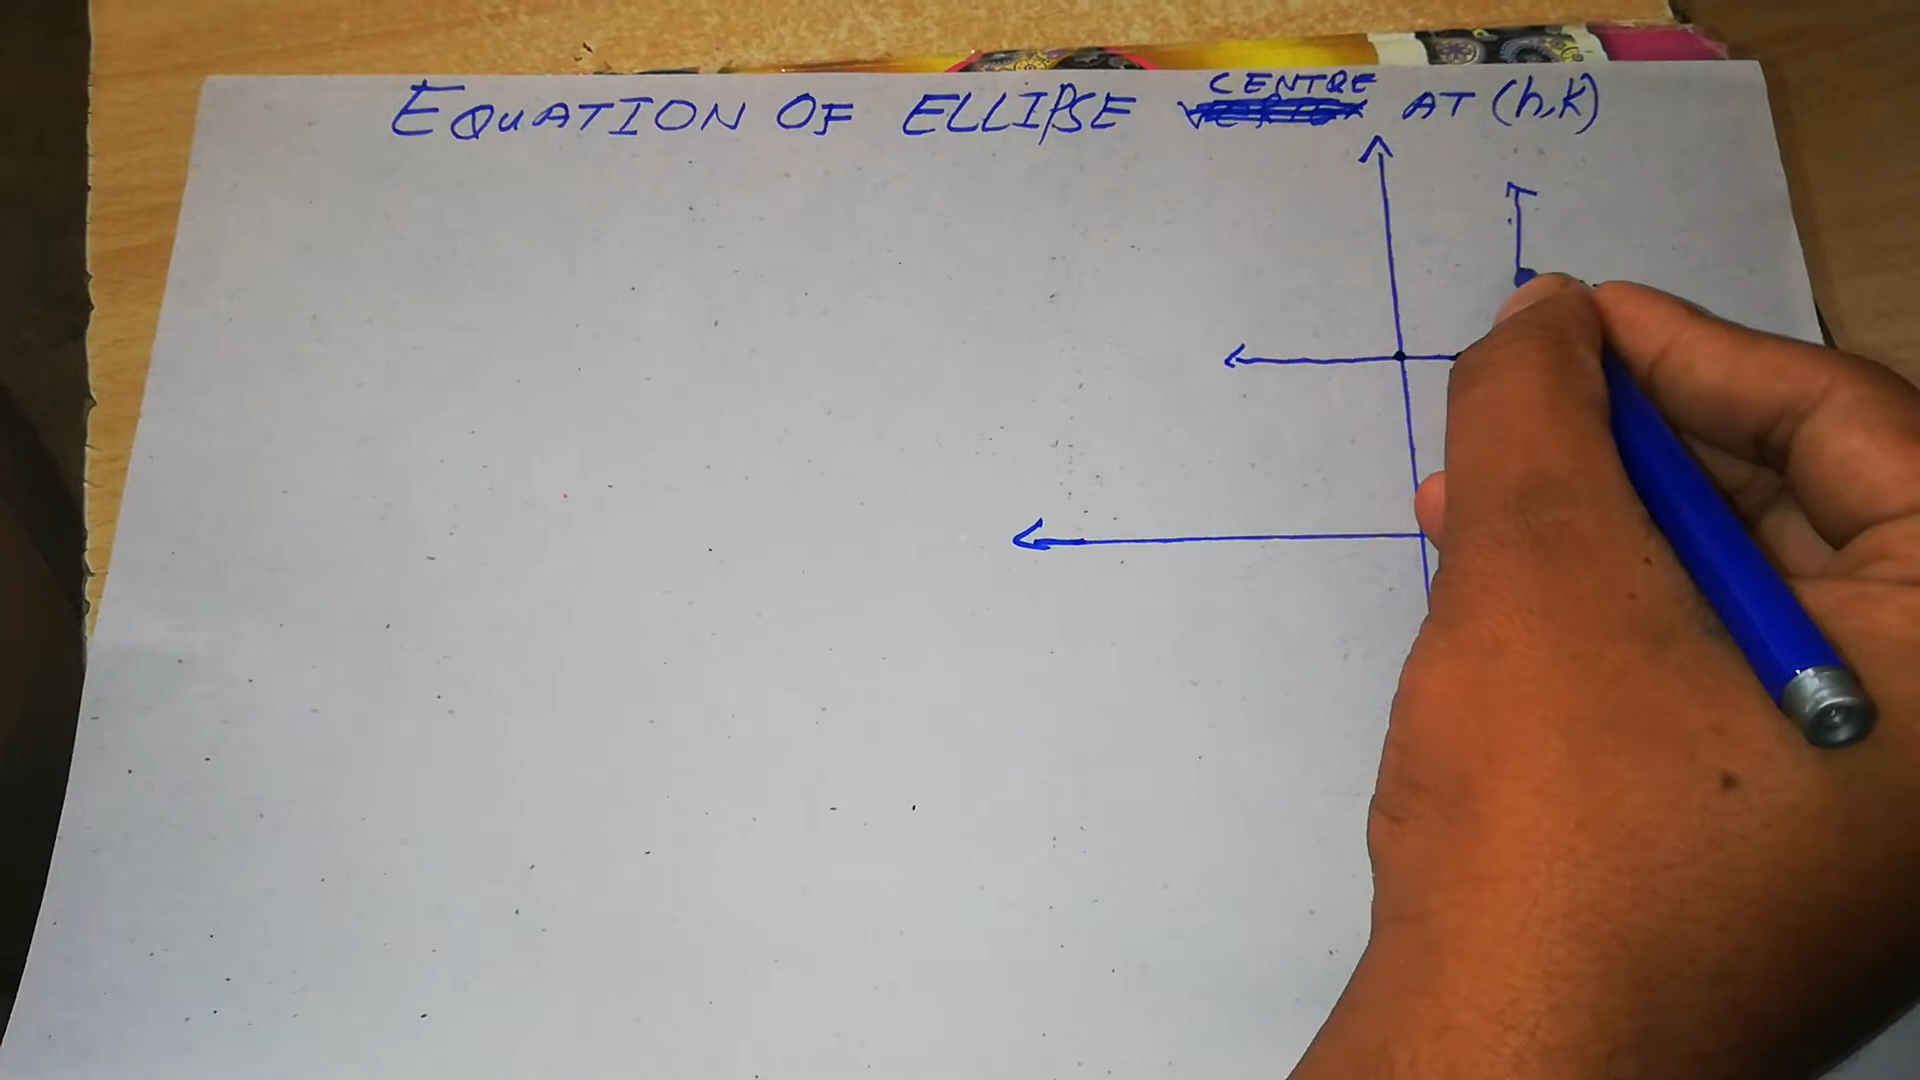 EQUATION OF ELLIPSE CENTRE AT (h,k)